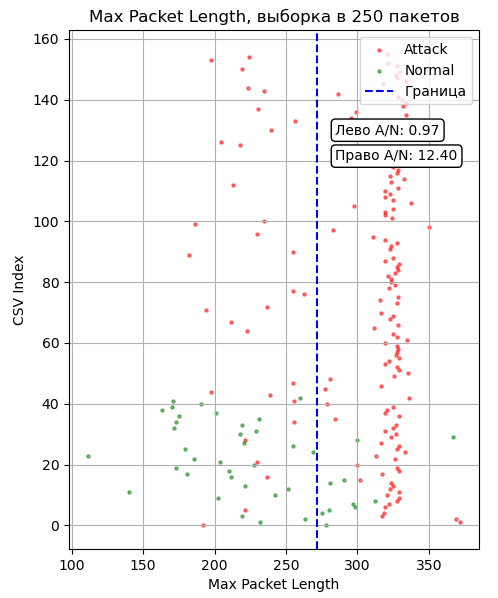 Max Packet Length, выборка в 250 пакетов
160
140
120
100
80
60
40
20
0
CSV Index
Attack
Normal
Граница
Лево A/N: 0.97
Право A/N: 12.40
100
150
200
250
300
350
Max Packet Length